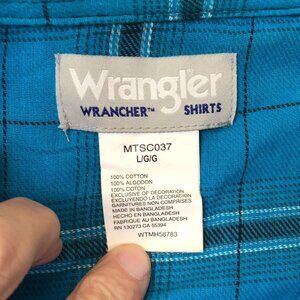 Wrangler
WRANCHER™ SHIRTS
MTSC037
L/G/G
100% COTTON
100% ALGODON
100% COTON
EXCLUSIVE OF DECORATION
EXCLUYENDO LA DECORACION
GARNITURES NON COMPRISES
MADE IN BANGLADESH
HECHO EN BANGLADESH
FABRIQUE AU BANGLADESH
RN 130273 CA 55394
WTMH58783